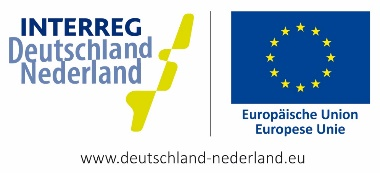 INTERREG
Deutschland
Nederland
Europäische Union
Europese Unie
www.deutschland-nederland.eu